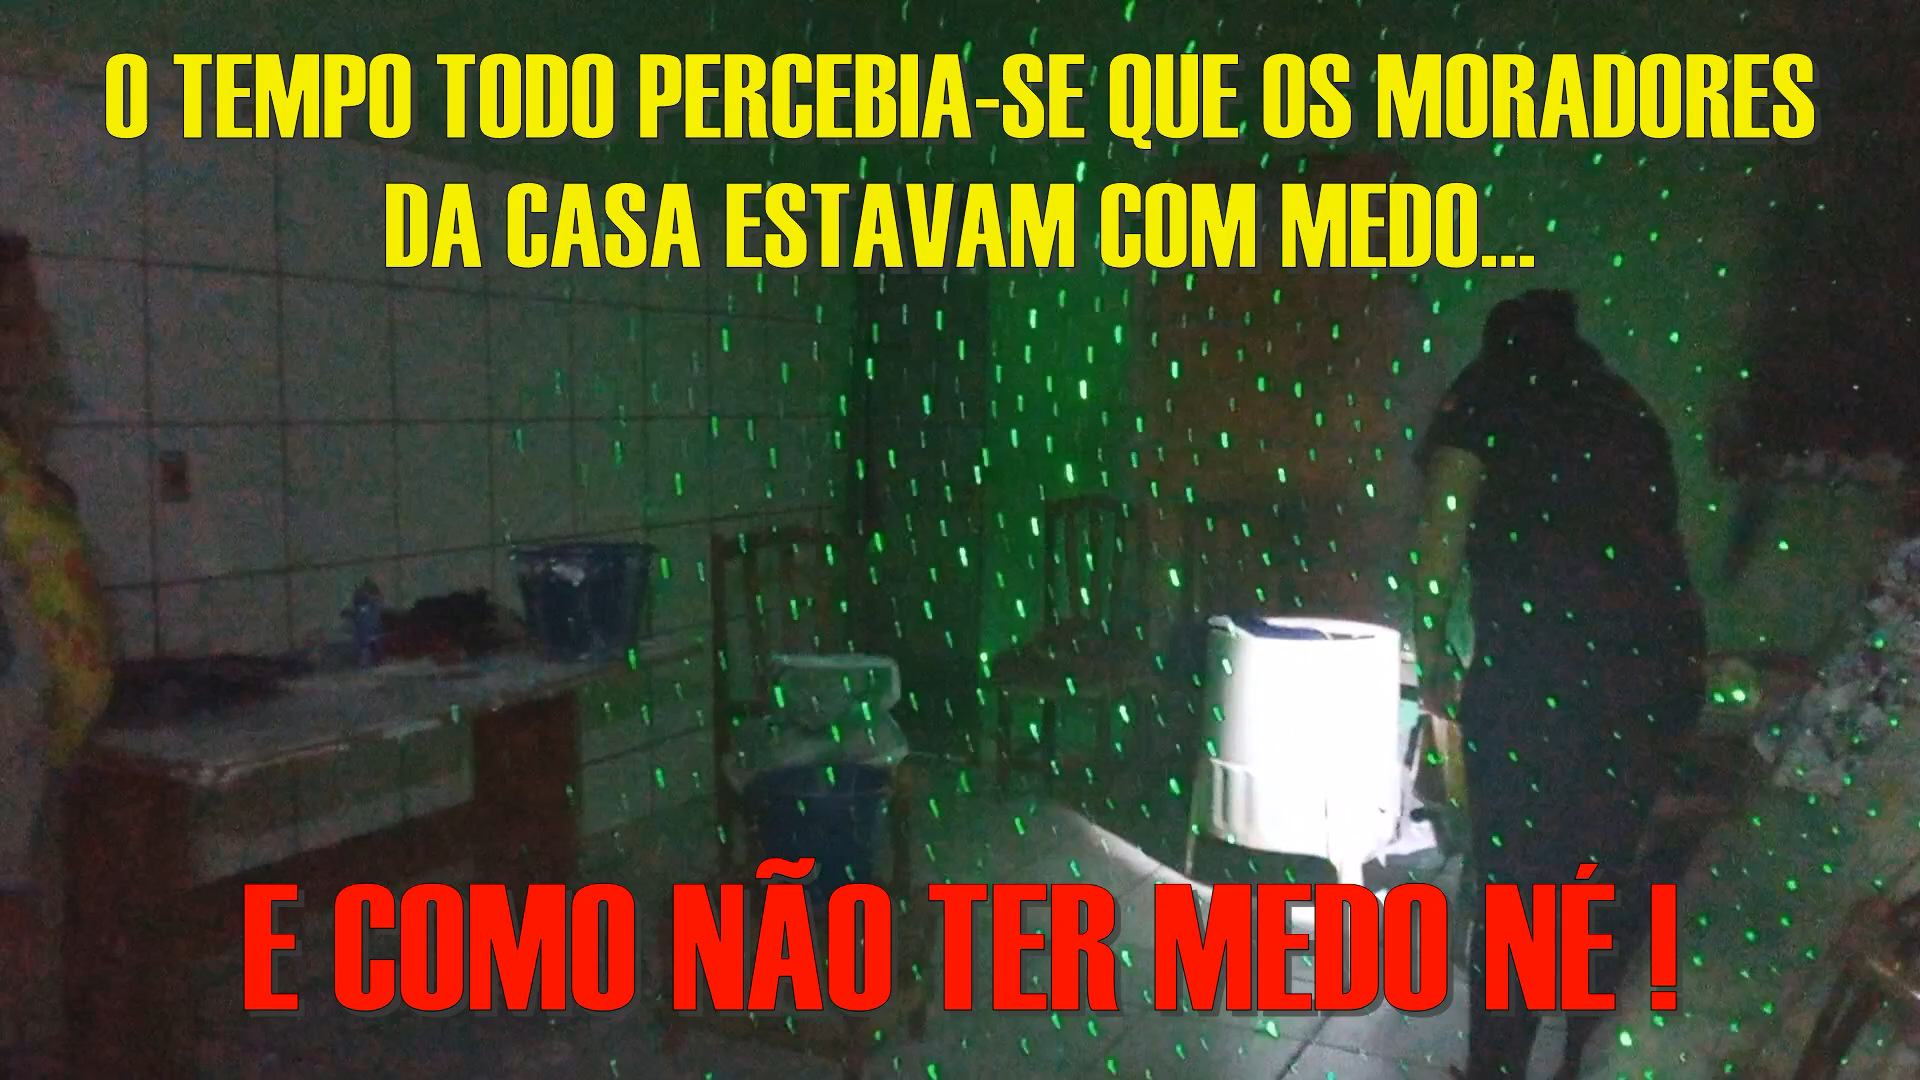 O TEMPO TODO PERCEBIA-SE QUE OS MORADORES
DA CASA ESTAVAM COM MEDO...
E COMO NÃO TER MEDO NÉ !